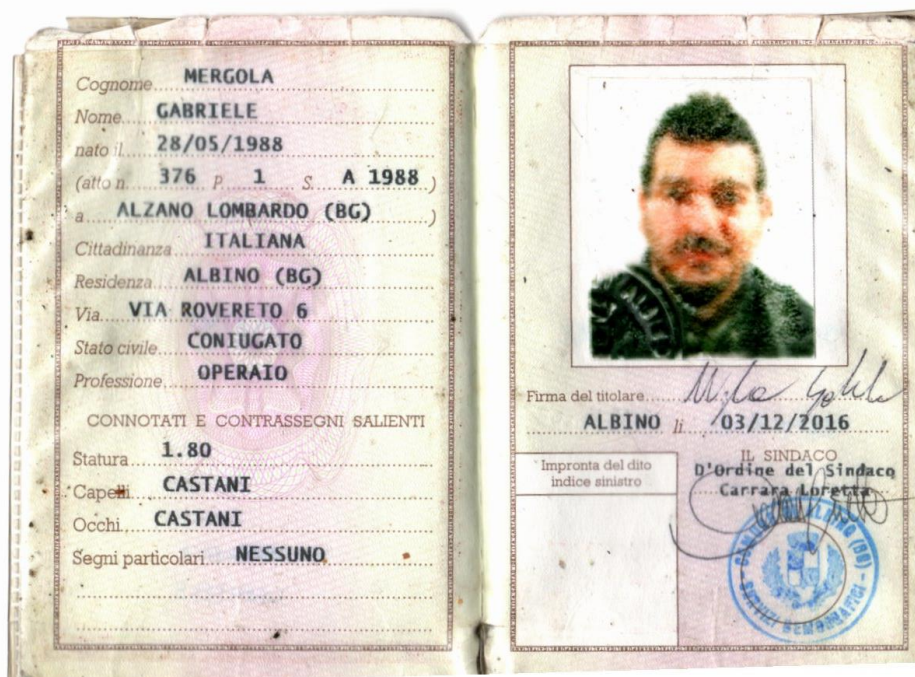 Cognome MERGOLA
Nome GABRIELE
nato il 28/05/1988
(atto n. 376 P. 1 S. A 1988)
a ALZANO LOMBARDO (BG) )
Cittadinanza ITALIANA
Residenza ALBINO (BG)
Via VIA ROVERETO 6
Stato civile CONIUGATO
Professione OPERAIO
CONNOTATI E CONTRASSEGNI SALIENTI
Statura 1.80
Capelli CASTANI
Occhi CASTANI
Segni particolari NESSUNO
Firma del titolare
ALBINO li 03/12/2016
IL SINDACO
D'Ordine del Sindaco
Carrara Loretta
Impronta del dito
indice sinistro
SERVIZI DEMOGRAFICI